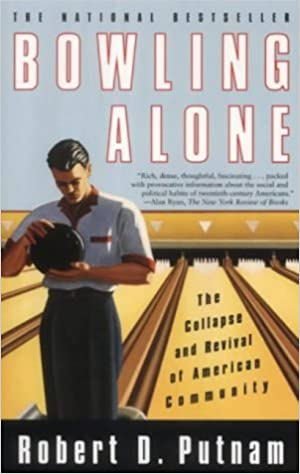 THE NATIONAL BESTSELLER
BOWLING
ALONE
"Rich, dense, thoughtful, fascinating . . . packed
with provocative information about the social and
political habits of twentieth-century Americans."
—Alan Ryan, The New York Review of Books
The
Collapse
and Revival
of American
Community
Robert D. Putnam